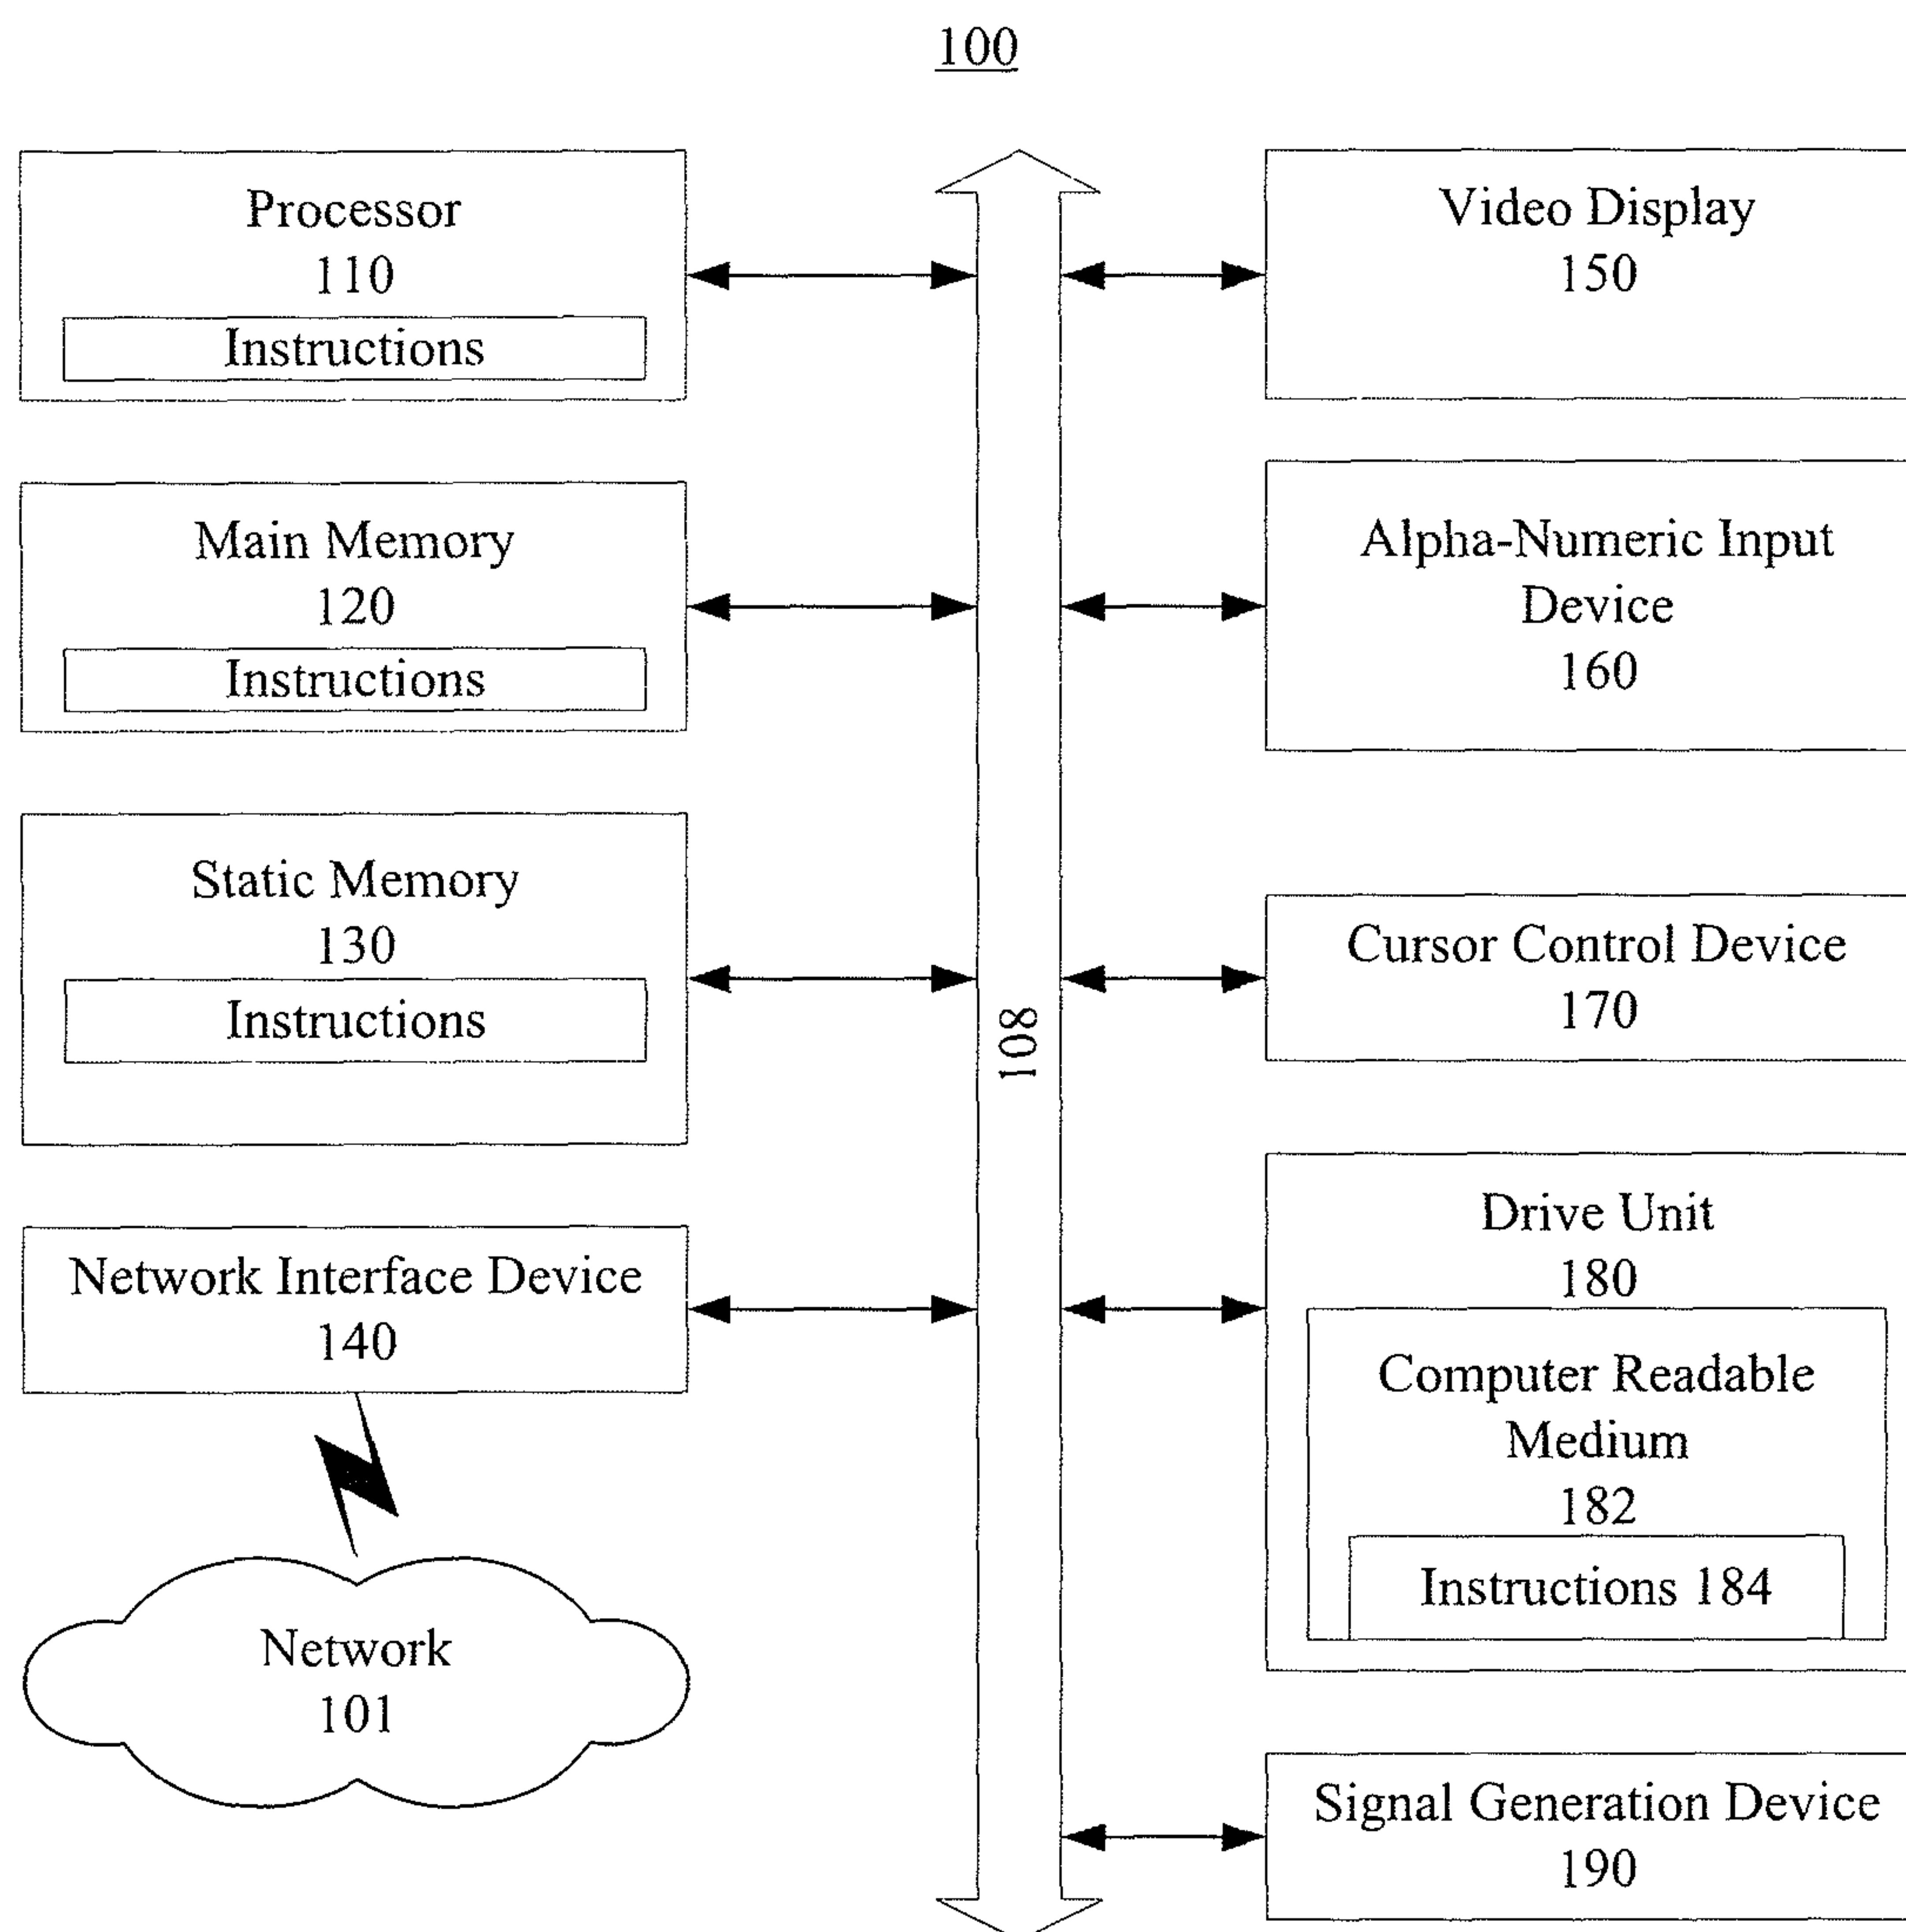 100
Processor
110
Instructions
Main Memory
120
Instructions
Static Memory
130
Instructions
Network Interface Device
140
Network
101
108
Video Display
150
Alpha-Numeric Input
Device
160
Cursor Control Device
170
Drive Unit
180
Computer Readable
Medium
182
Instructions 184
Signal Generation Device
190